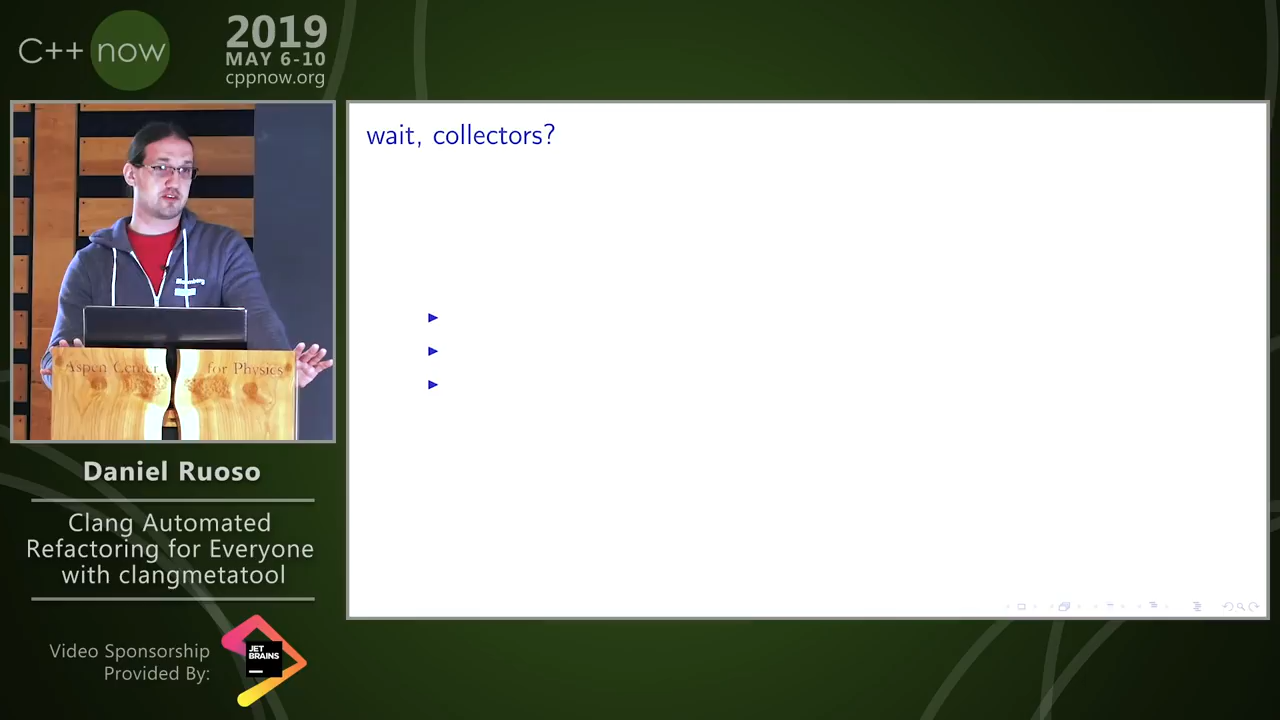 C++ now
2019
MAY 6-10
cppnow.org
wait, collectors?
Aspen Center for Physics
Daniel Ruoso
Clang Automated
Refactoring for Everyone
with clangmetatool
Video Sponsorship
Provided By:
JET
BRAINS